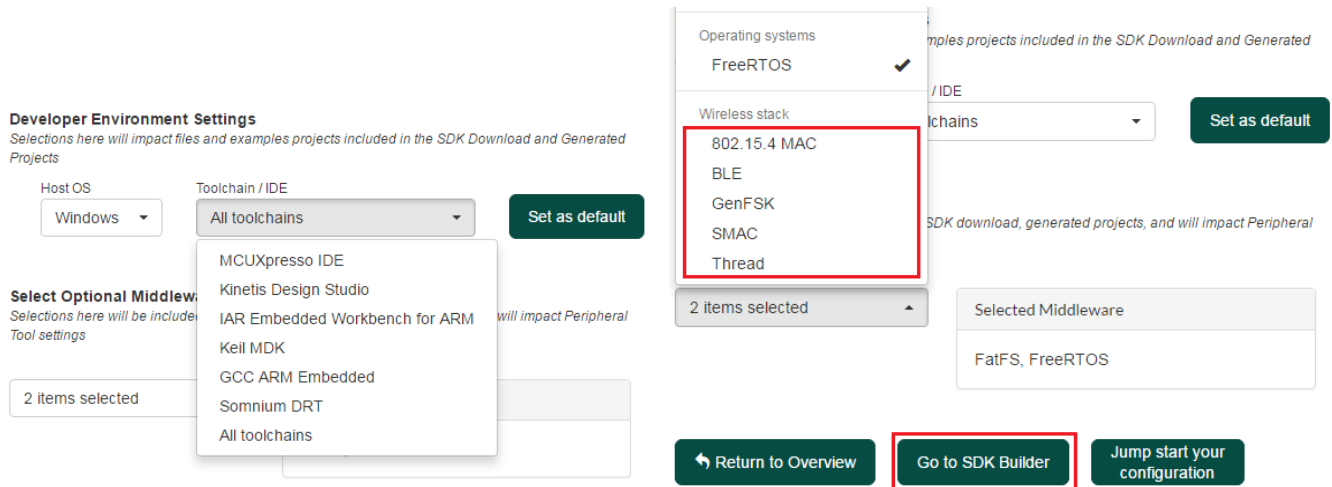 Developer Environment Settings
Selections here will impact files and examples projects included in the SDK Download and Generated
Projects
Host OS
Toolchain / IDE
Windows
All toolchains
Set as default
MCUXpresso IDE
Kinetis Design Studio
IAR Embedded Workbench for ARM
Keil MDK
GCC ARM Embedded
Somnium DRT
All toolchains
Select Optional Middlew
Selections here will be include
will impact Peripheral
Tool settings
2 items selected
Operating systems
FreeRTOS
mples projects included in the SDK Download and Generated
/ IDE
lchains
Set as default
Wireless stack
802.15.4 MAC
BLE
GenFSK
SMAC
Thread
SDK download, generated projects, and will impact Peripheral
2 items selected
Selected Middleware
FatFS, FreeRTOS
Return to Overview
Go to SDK Builder
Jump start your
configuration